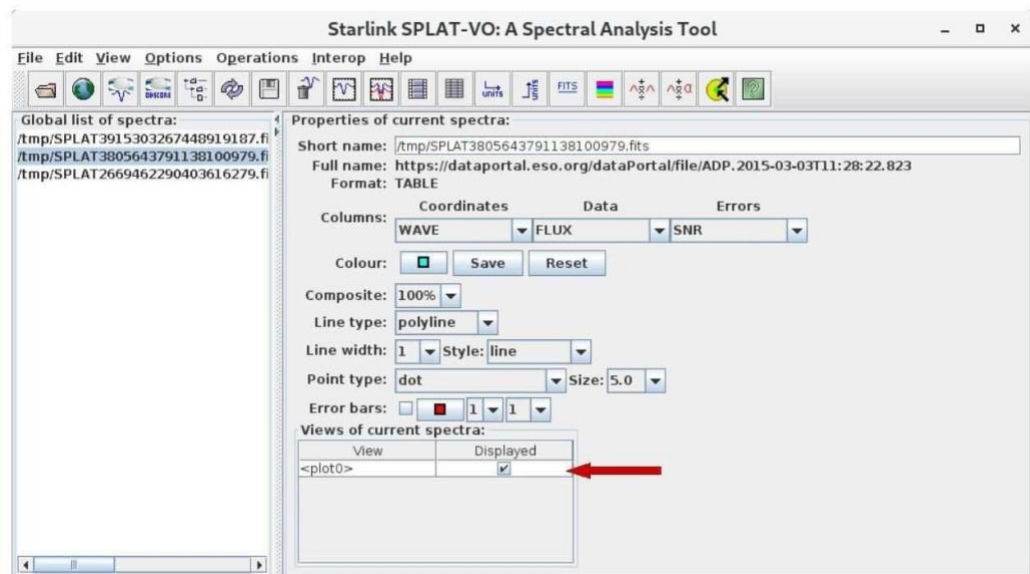 Starlink SPLAT-VO: A Spectral Analysis Tool
File Edit View Options Operations Interop Help
UNITS FITS
Global list of spectra:
/tmp/SPLAT3915303267448919187.fi
/tmp/SPLAT3805643791138100979.fi
/tmp/SPLAT2669462290403616279.fi
Properties of current spectra:
Short name: /tmp/SPLAT3805643791138100979.fits
Full name: https://dataportal.eso.org/dataPortal/file/ADP.2015-03-03T11:28:22.823
Format: TABLE
Coordinates Data Errors
Columns: WAVE FLUX SNR
Colour: Save Reset
Composite: 100%
Line type: polyline
Line width: 1 Style: line
Point type: dot Size: 5.0
Error bars: 1 1
Views of current spectra:
View Displayed
<plot0>